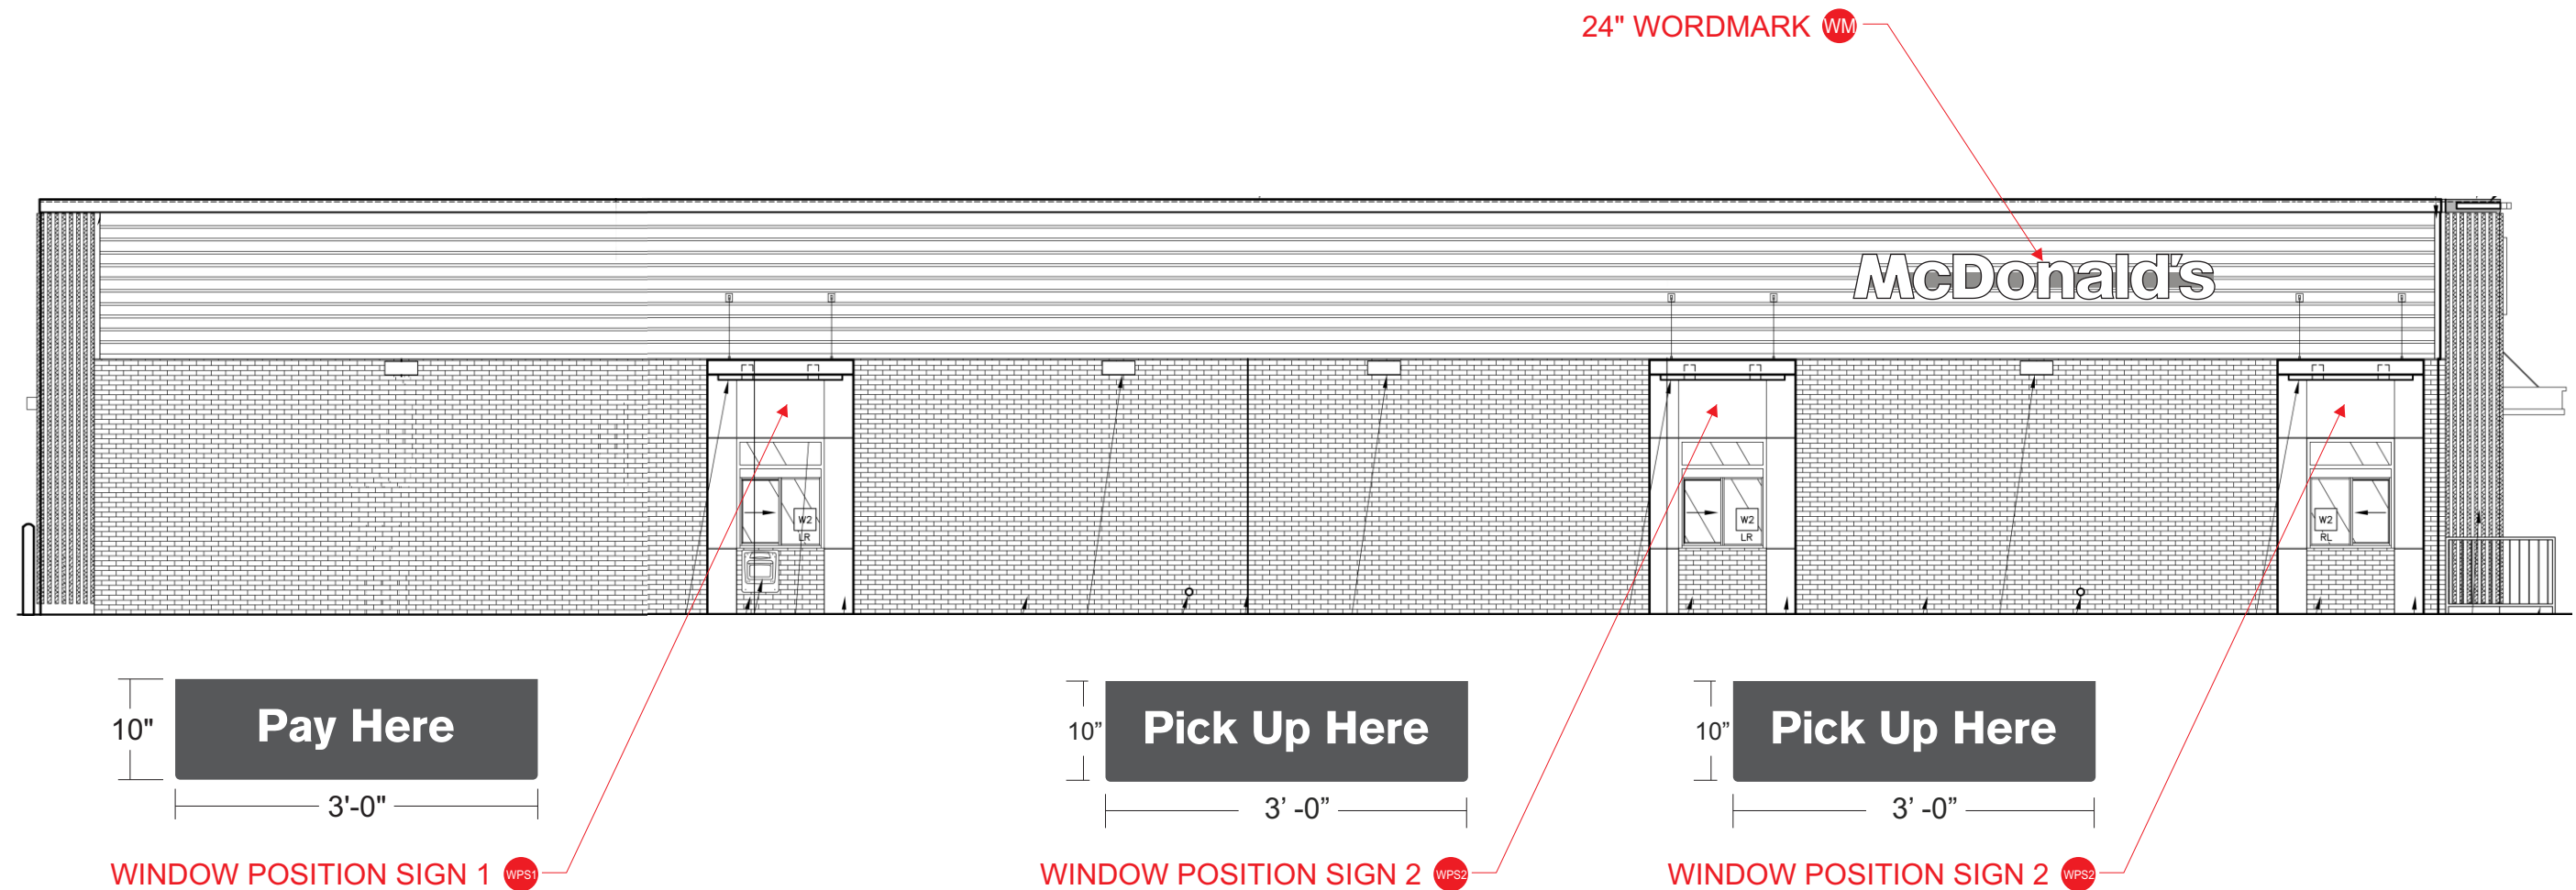 24" WORDMARK WM
McDonald's
W2
LR
W2
LR
W2
RL
10"
Pay Here
3'-0"
WINDOW POSITION SIGN 1 WPS1
10”
Pick Up Here
3’ -0”
WINDOW POSITION SIGN 2 WPS2
10”
Pick Up Here
3’ -0”
WINDOW POSITION SIGN 2 WPS2